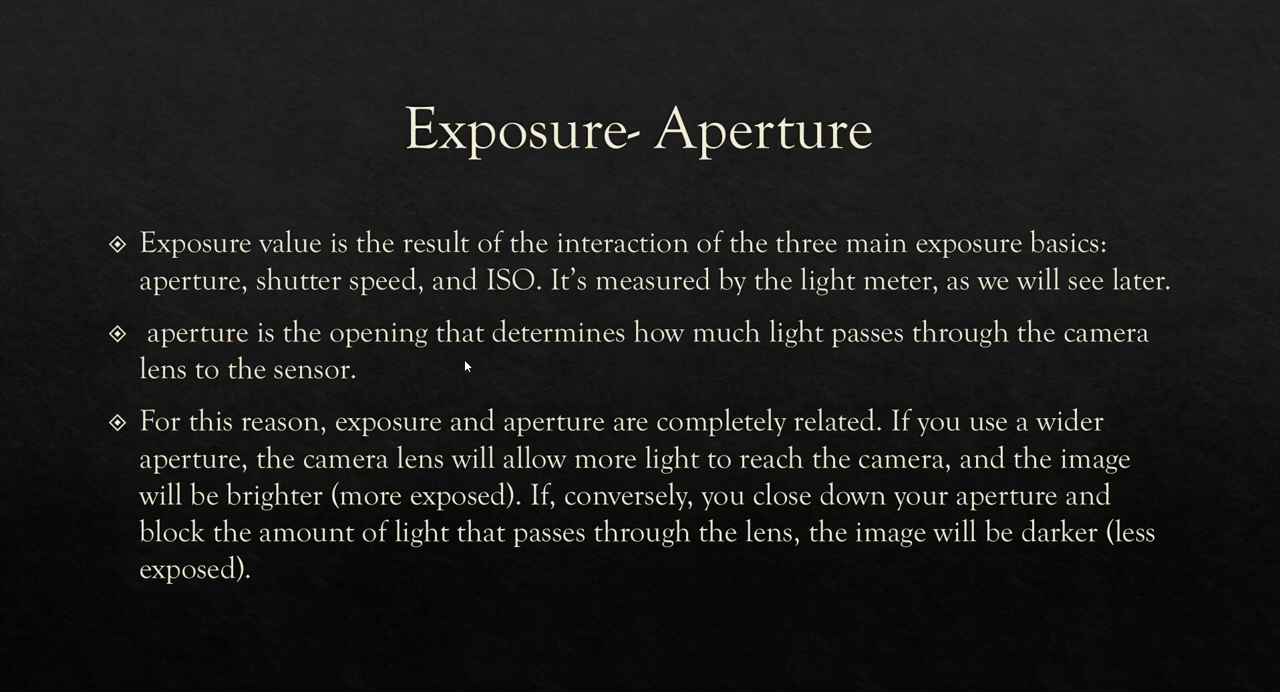 Exposure- Aperture
Exposure value is the result of the interaction of the three main exposure basics:
aperture, shutter speed, and ISO. It’s measured by the light meter, as we will see later.
aperture is the opening that determines how much light passes through the camera
lens to the sensor.
For this reason, exposure and aperture are completely related. If you use a wider
aperture, the camera lens will allow more light to reach the camera, and the image
will be brighter (more exposed). If, conversely, you close down your aperture and
block the amount of light that passes through the lens, the image will be darker (less
exposed).